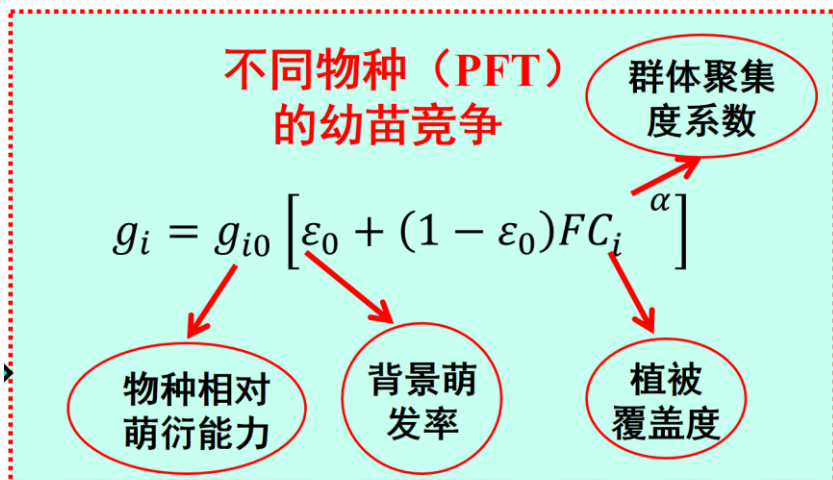 不同物种（PFT）
的幼苗竞争
群体聚集
度系数
g_i = g_{i0} [ε_0 + (1 − ε_0)FC_i^α]
物种相对
萌衍能力
背景萌
发率
植被
覆盖度